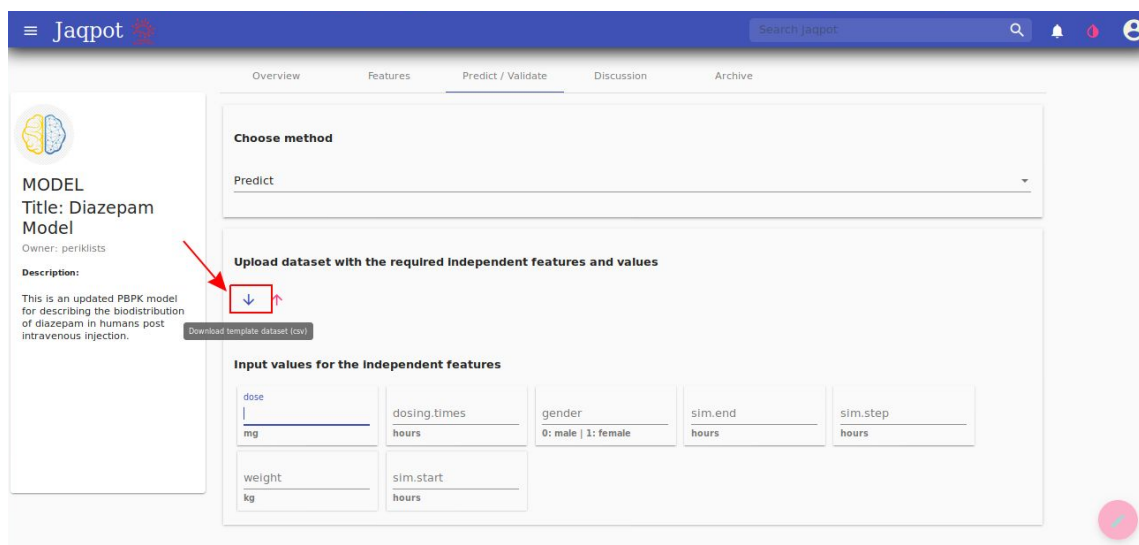 Jaqpot
Search Jaqpot
Overview Features Predict / Validate Discussion Archive
MODEL
Title: Diazepam
Model
Owner: periklists
Description:
This is an updated PBPK model
for describing the biodistribution
of diazepam in humans post
intravenous injection.
Choose method
Predict
Upload dataset with the required independent features and values
Download template dataset (csv)
Input values for the independent features
dose
mg
dosing.times
hours
gender
0: male | 1: female
sim.end
hours
sim.step
hours
weight
kg
sim.start
hours